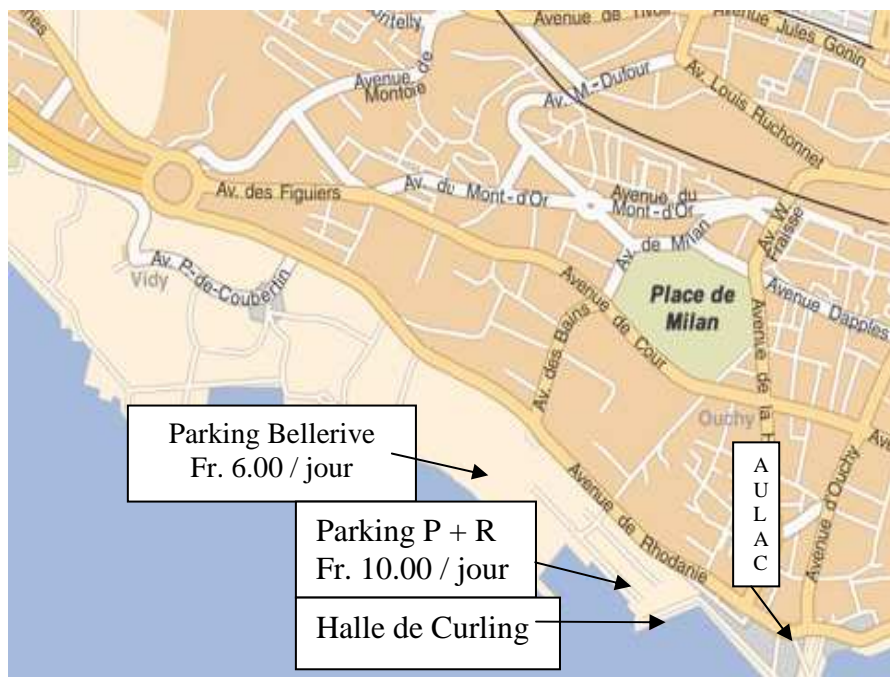 Avenue de Tivoli
Avenue Jules Gonin
Avenue de
Montoie
Av. M.-Dufour
Av. Louis Ruchonnet
Av. des Figuiers
Av. du Mont-d'Or
Avenue du
Mont-d'Or
Av. W.
Fraisse
Av. P.-de-Coubertin
Vidy
Av. de Milan
Place de
Milan
Avenue Dapples
Avenue de Cour
Av. des Bains
Ouchy
Avenue de la H
Avenue d'Ouchy
Avenue de Rhodanie
Parking Bellerive
Fr. 6.00 / jour
Parking P + R
Fr. 10.00 / jour
Halle de Curling
A
U
L
A
C